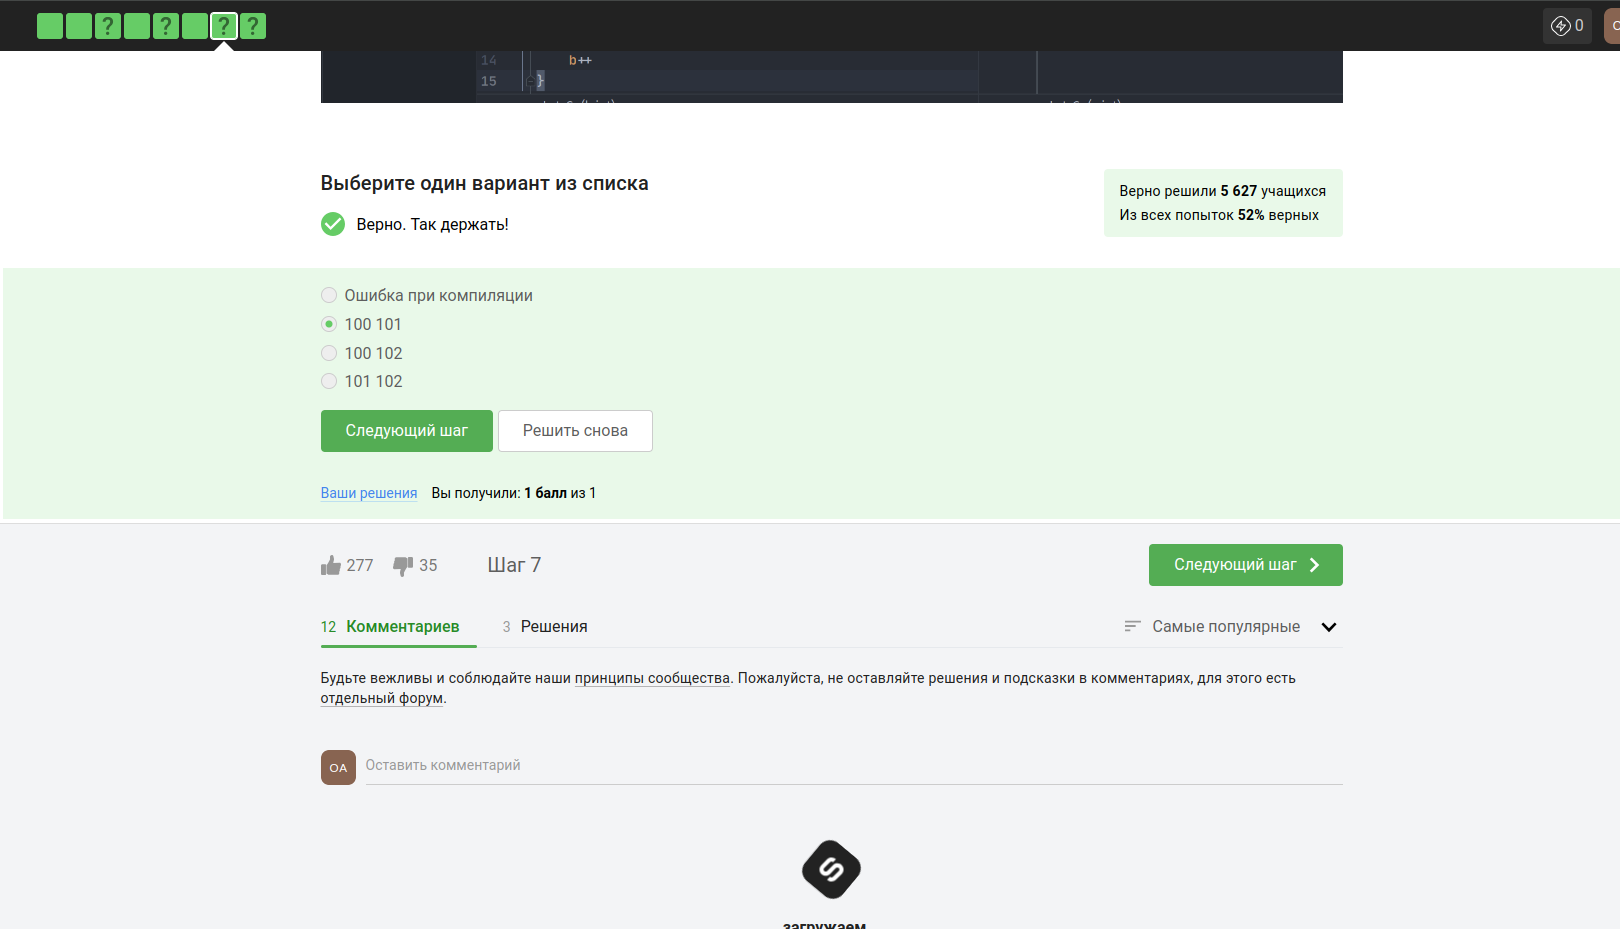 ? ? ? ?
0
14 b++
15 }
Выберите один вариант из списка
Верно. Так держать!
Верно решили 5 627 учащихся
Из всех попыток 52% верных
Ошибка при компиляции
100 101
100 102
101 102
Следующий шаг
Решить снова
Ваши решения Вы получили: 1 балл из 1
277 35 Шаг 7
Следующий шаг
12 Комментариев 3 Решения
Самые популярные
Будьте вежливы и соблюдайте наши принципы сообщества. Пожалуйста, не оставляйте решения и подсказки в комментариях, для этого есть
отдельный форум.
OA Оставить комментарий
загружаем